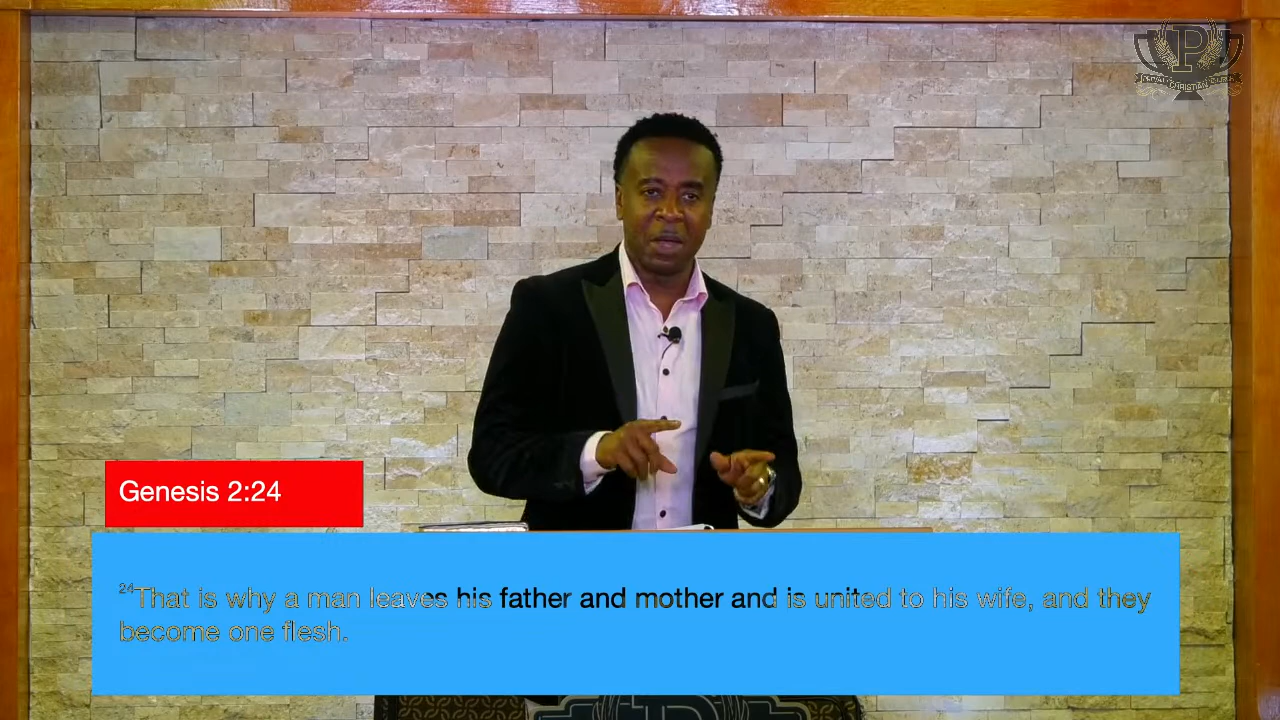 P
CHRISTIAN
Genesis 2:24
24That is why a man leaves his father and mother and is united to his wife, and they
become one flesh.
P